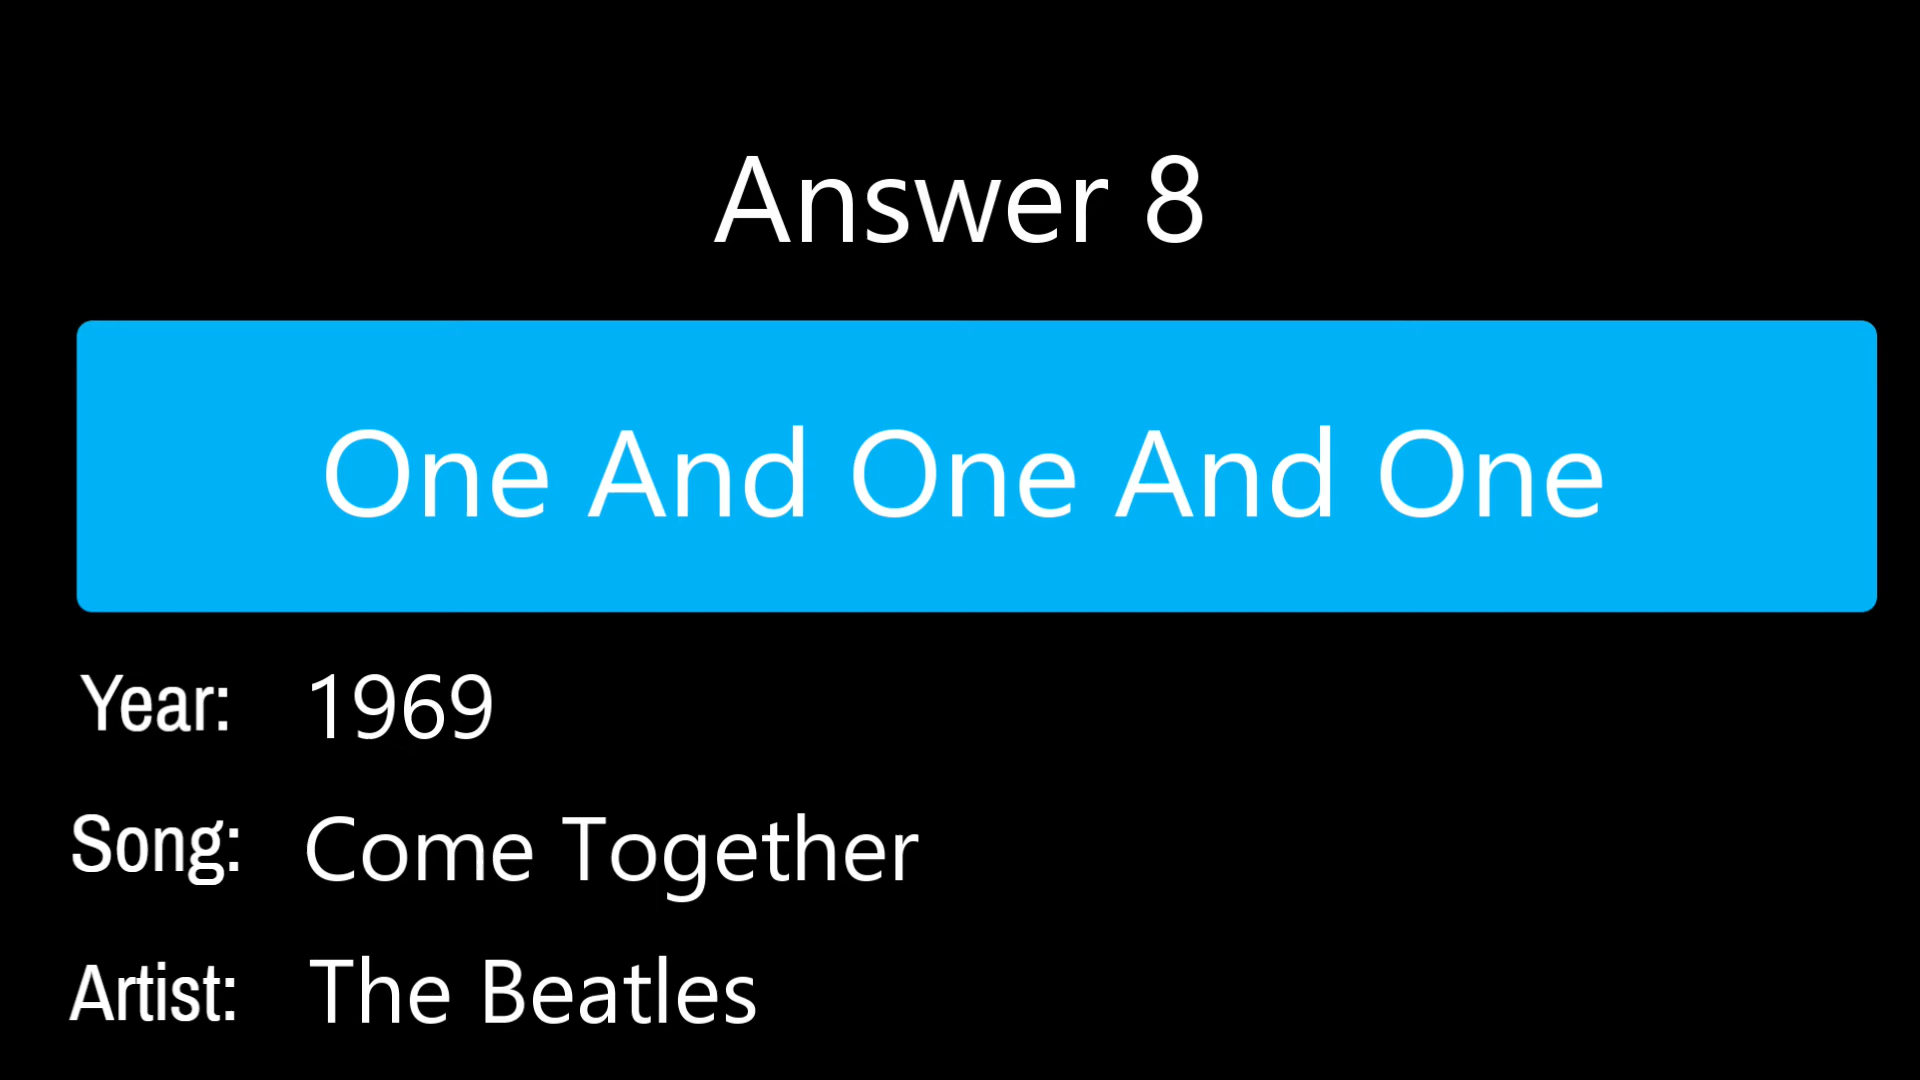 Answer 8
One And One And One
Year: 1969
Song: Come Together
Artist: The Beatles